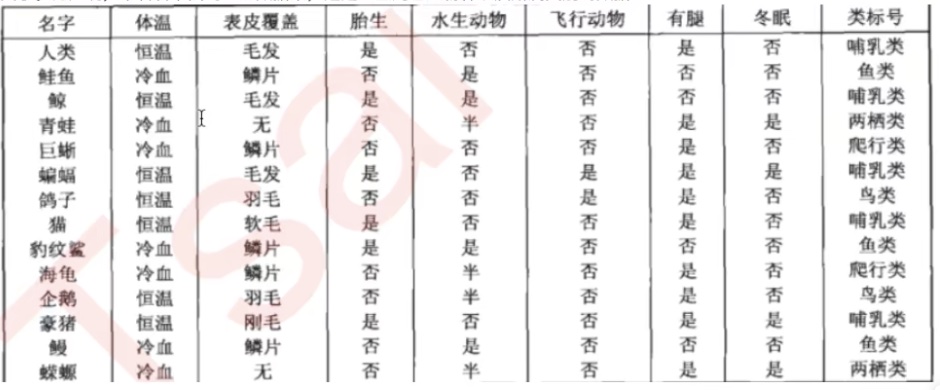 名字 体温 表皮覆盖 胎生 水生动物 飞行动物 有腿 冬眠 类标号
人类 恒温 毛发 是 否 否 是 否 哺乳类
鲑鱼 冷血 鳞片 否 是 否 否 否 鱼类
鲸 恒温 毛发 是 是 否 否 否 哺乳类
青蛙 冷血 无 否 半 否 是 是 两栖类
巨蜥 冷血 鳞片 否 否 否 是 否 爬行类
蝙蝠 恒温 毛发 是 否 是 是 是 哺乳类
鸽子 恒温 羽毛 否 否 是 是 否 鸟类
猫 恒温 软毛 是 否 否 是 否 哺乳类
豹纹鲨 冷血 鳞片 是 是 否 否 否 鱼类
海龟 冷血 鳞片 否 半 否 是 否 爬行类
企鹅 恒温 羽毛 否 半 否 是 否 鸟类
豪猪 恒温 刚毛 是 否 否 是 是 哺乳类
鳗 冷血 鳞片 否 是 否 否 否 鱼类
蝾螈 冷血 无 否 半 否 是 是 两栖类
Tsai